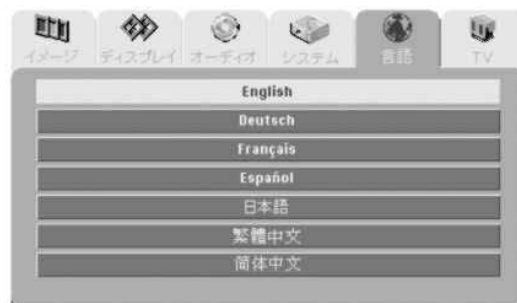 イメージ ディスプレイ オーディオ システム 言語 TV
English
Deutsch
Français
Español
日本語
繁體中文
简体中文